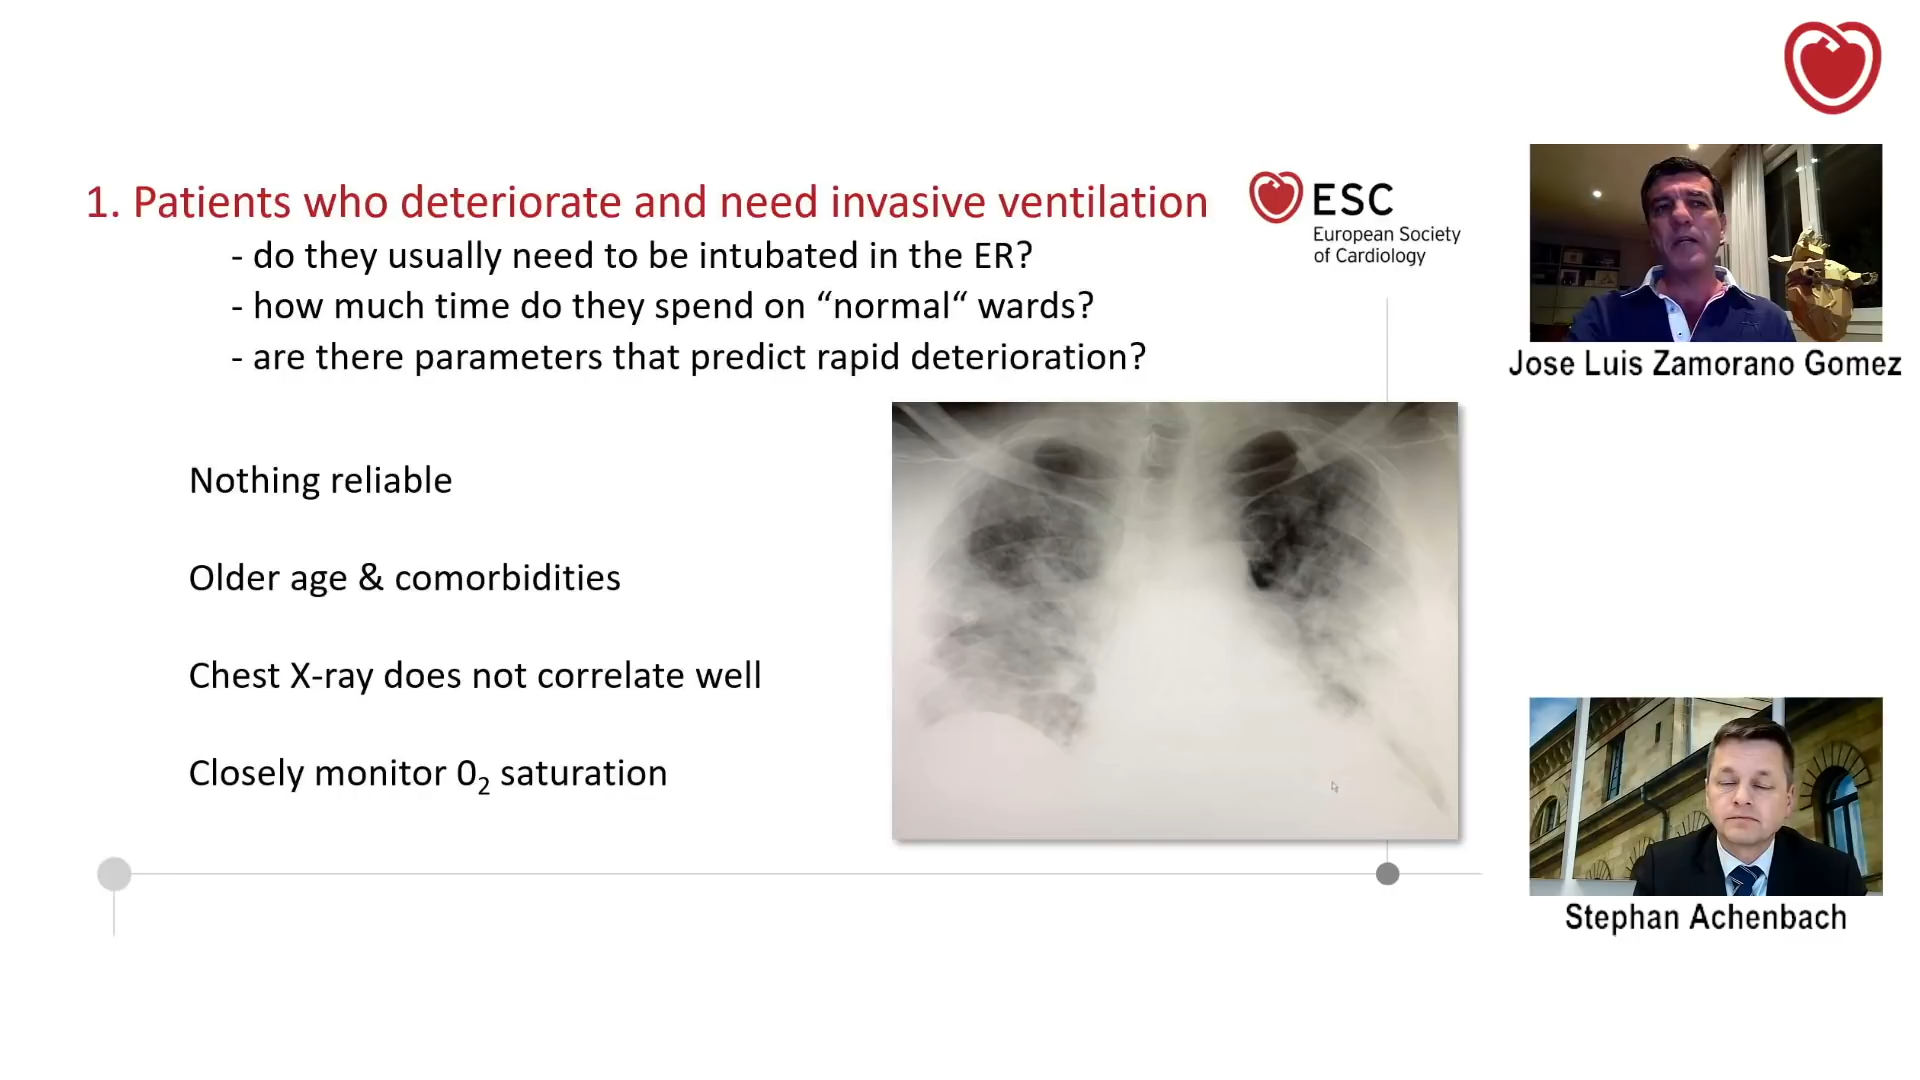 1. Patients who deteriorate and need invasive ventilation
- do they usually need to be intubated in the ER?
- how much time do they spend on “normal“ wards?
- are there parameters that predict rapid deterioration?
ESC
European Society
of Cardiology
Nothing reliable
Older age & comorbidities
Chest X-ray does not correlate well
Closely monitor 0₂ saturation
Jose Luis Zamorano Gomez
Stephan Achenbach